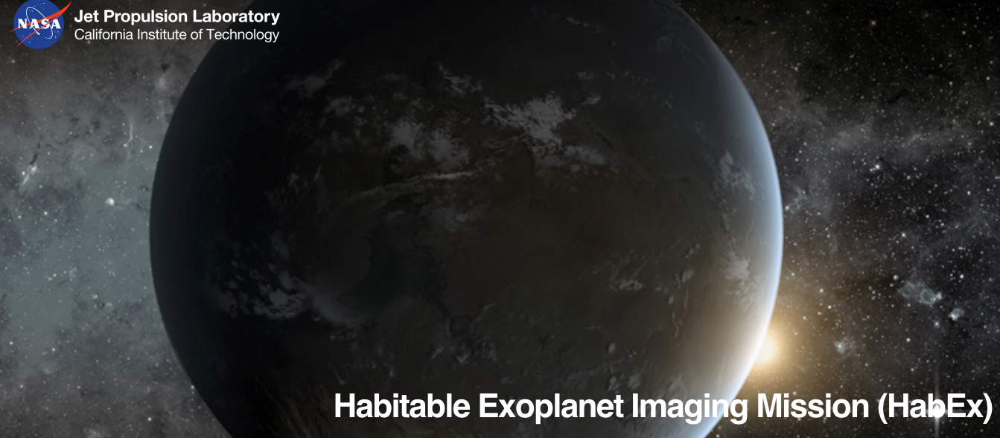 NASA
Jet Propulsion Laboratory
California Institute of Technology
Habitable Exoplanet Imaging Mission (HabEx)